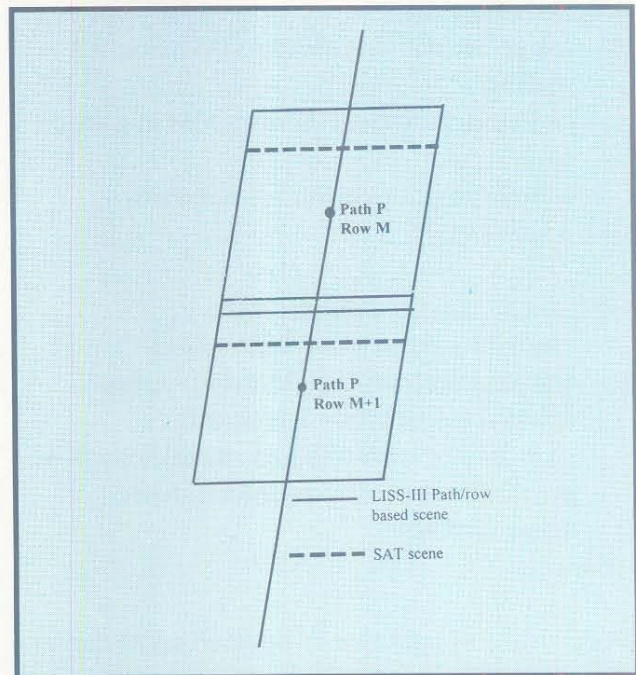 Path P
Row M
Path P
Row M+1
LISS-III Path/row
based scene
SAT scene